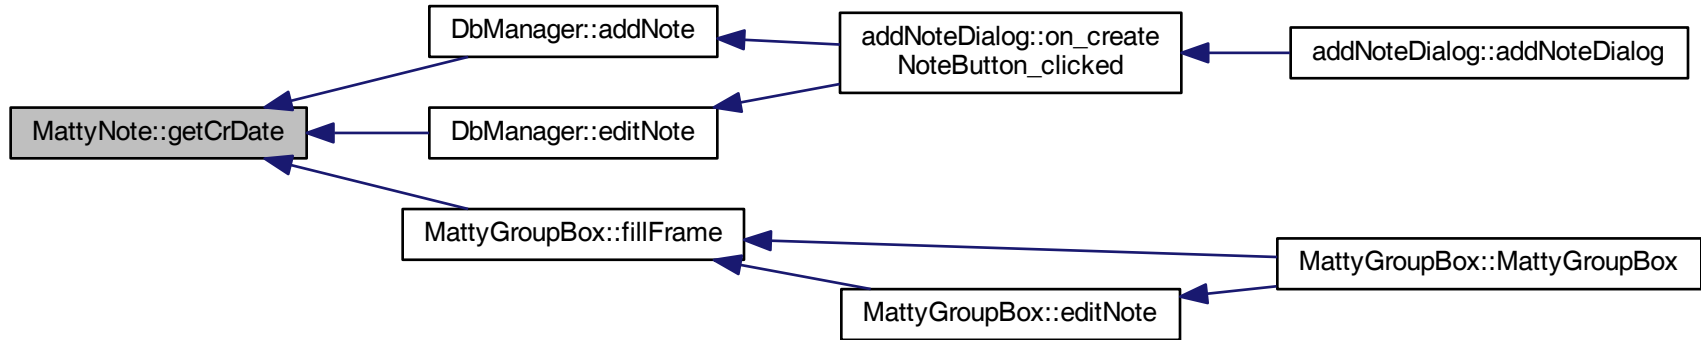 DbManager::addNote
addNoteDialog::on_create
NoteButton_clicked
addNoteDialog::addNoteDialog
MattyNote::getCrDate
DbManager::editNote
MattyGroupBox::fillFrame
MattyGroupBox::MattyGroupBox
MattyGroupBox::editNote